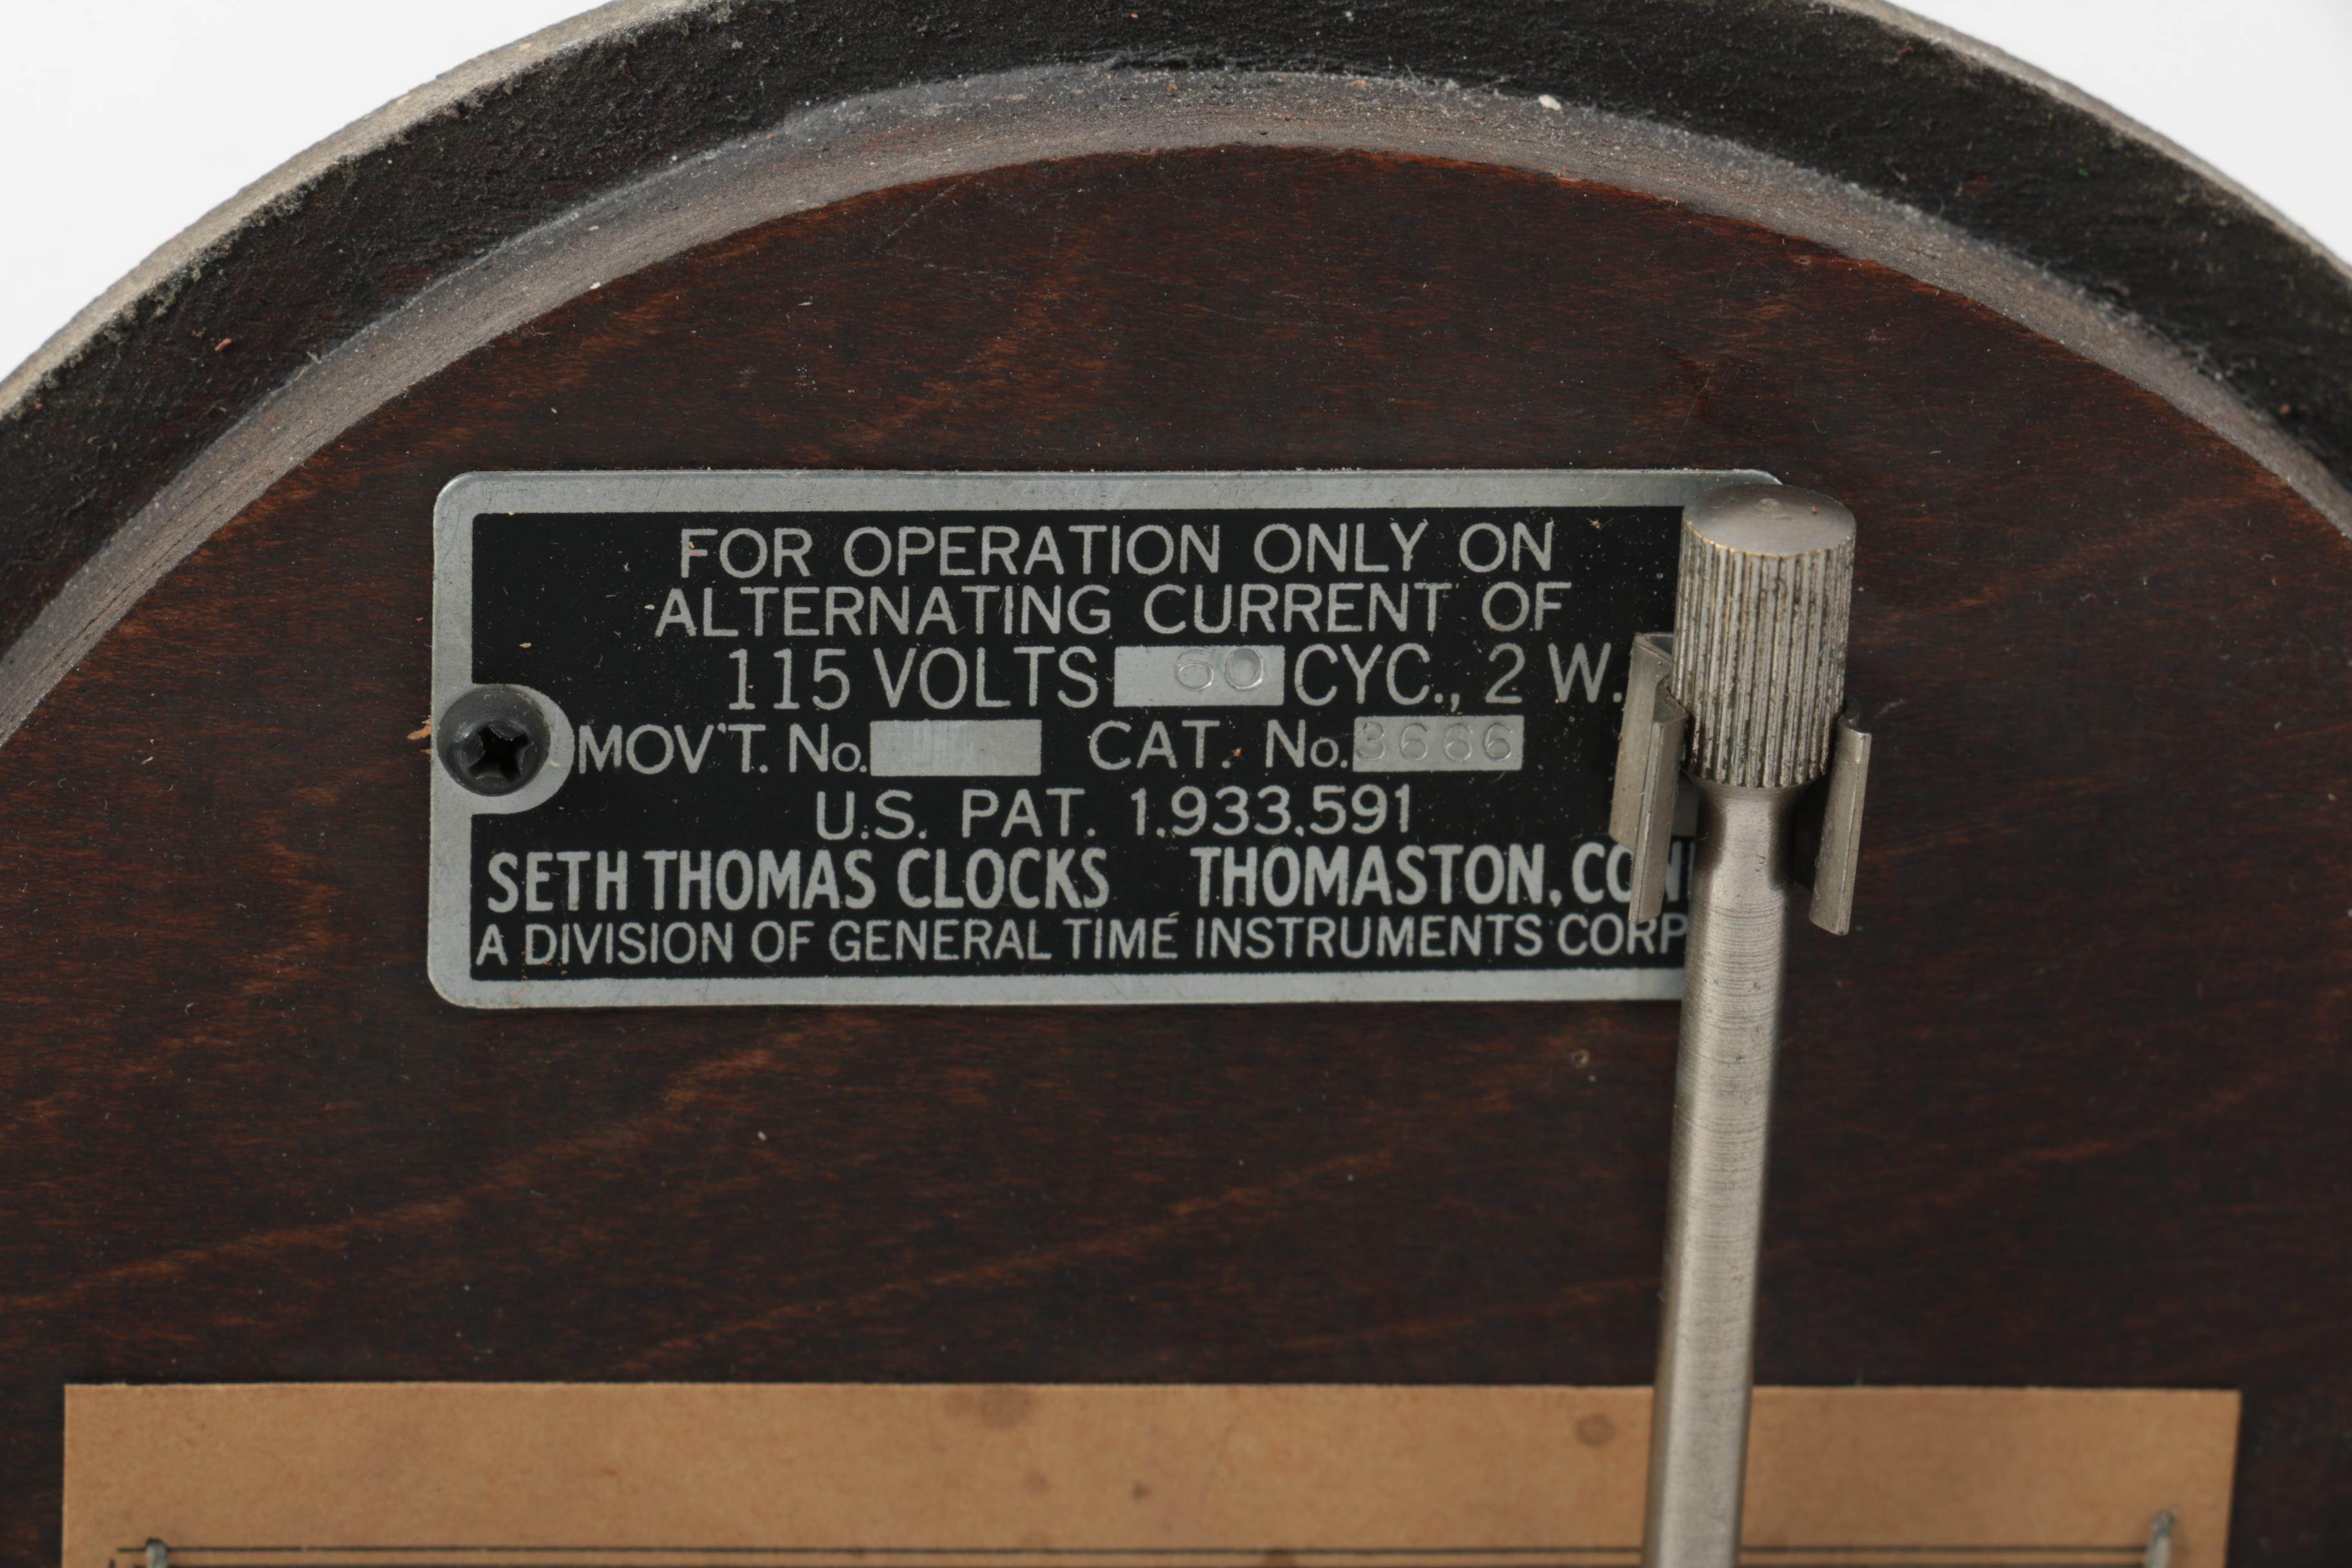 FOR OPERATION ONLY ON
ALTERNATING CURRENT OF
115 VOLTS 60 CYC., 2 W.
MOV'T. No. CAT. No. 3666
U.S. PAT. 1,933,591
SETH THOMAS CLOCKS THOMASTON, CON
A DIVISION OF GENERAL TIME INSTRUMENTS CORP